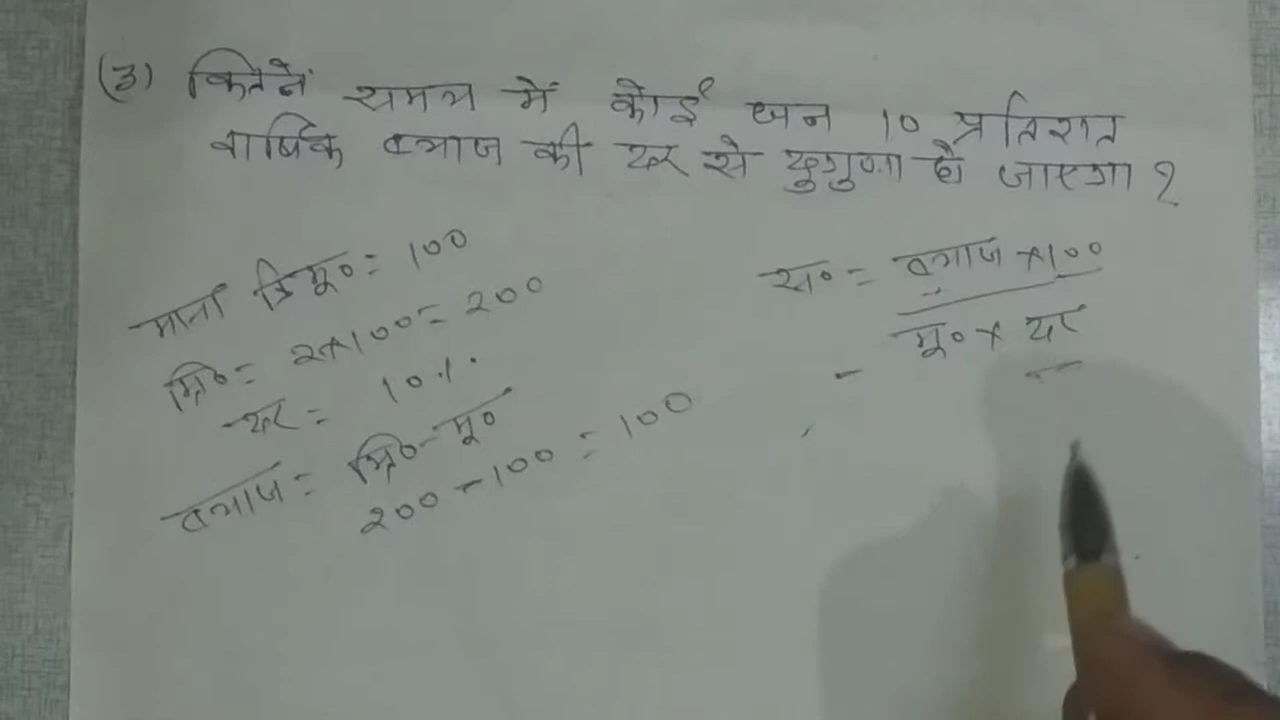 (3) कितने समय में कोई धन 10 प्रतिशत
वार्षिक ब्याज की दर से दुगुणा हो जाएगा ?
माना कि मू० = 100
मि० = 2×100 = 200
दर = 10%
ब्याज = मि० - मू०
200 - 100 = 100
स० = ब्याज × 100
मू० × दर